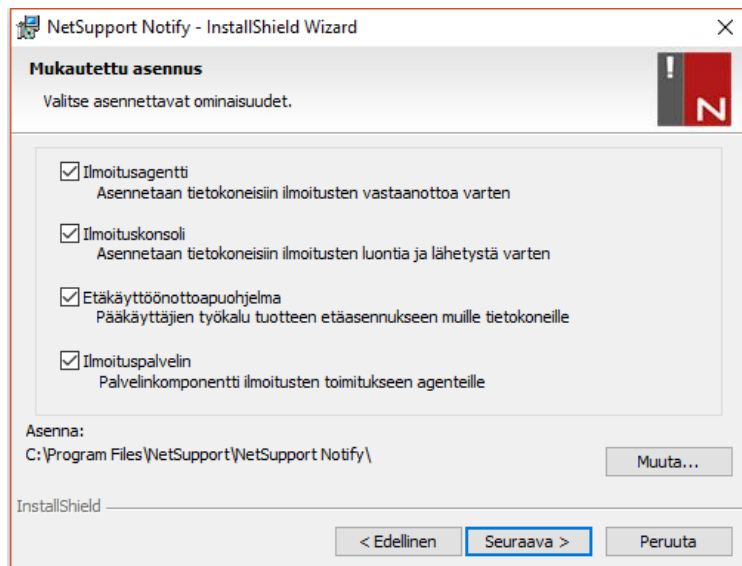 NetSupport Notify - InstallShield Wizard
Mukautettu asennus
Valitse asennettavat ominaisuudet.
! N
Ilmoitusagentti
Asennetaan tietokoneisiin ilmoitusten vastaanottoa varten
Ilmoituskonsoli
Asennetaan tietokoneisiin ilmoitusten luontia ja lähetystä varten
Etäkäyttöönottoapuohjelma
Pääkäyttäjien työkalu tuotteen etäasennukseen muille tietokoneille
Ilmoituspalvelin
Palvelinkomponentti ilmoitusten toimitukseen agenteille
Asenna:
C:\Program Files\NetSupport\NetSupport Notify\
Muuta...
InstallShield
< Edellinen Seuraava > Peruuta